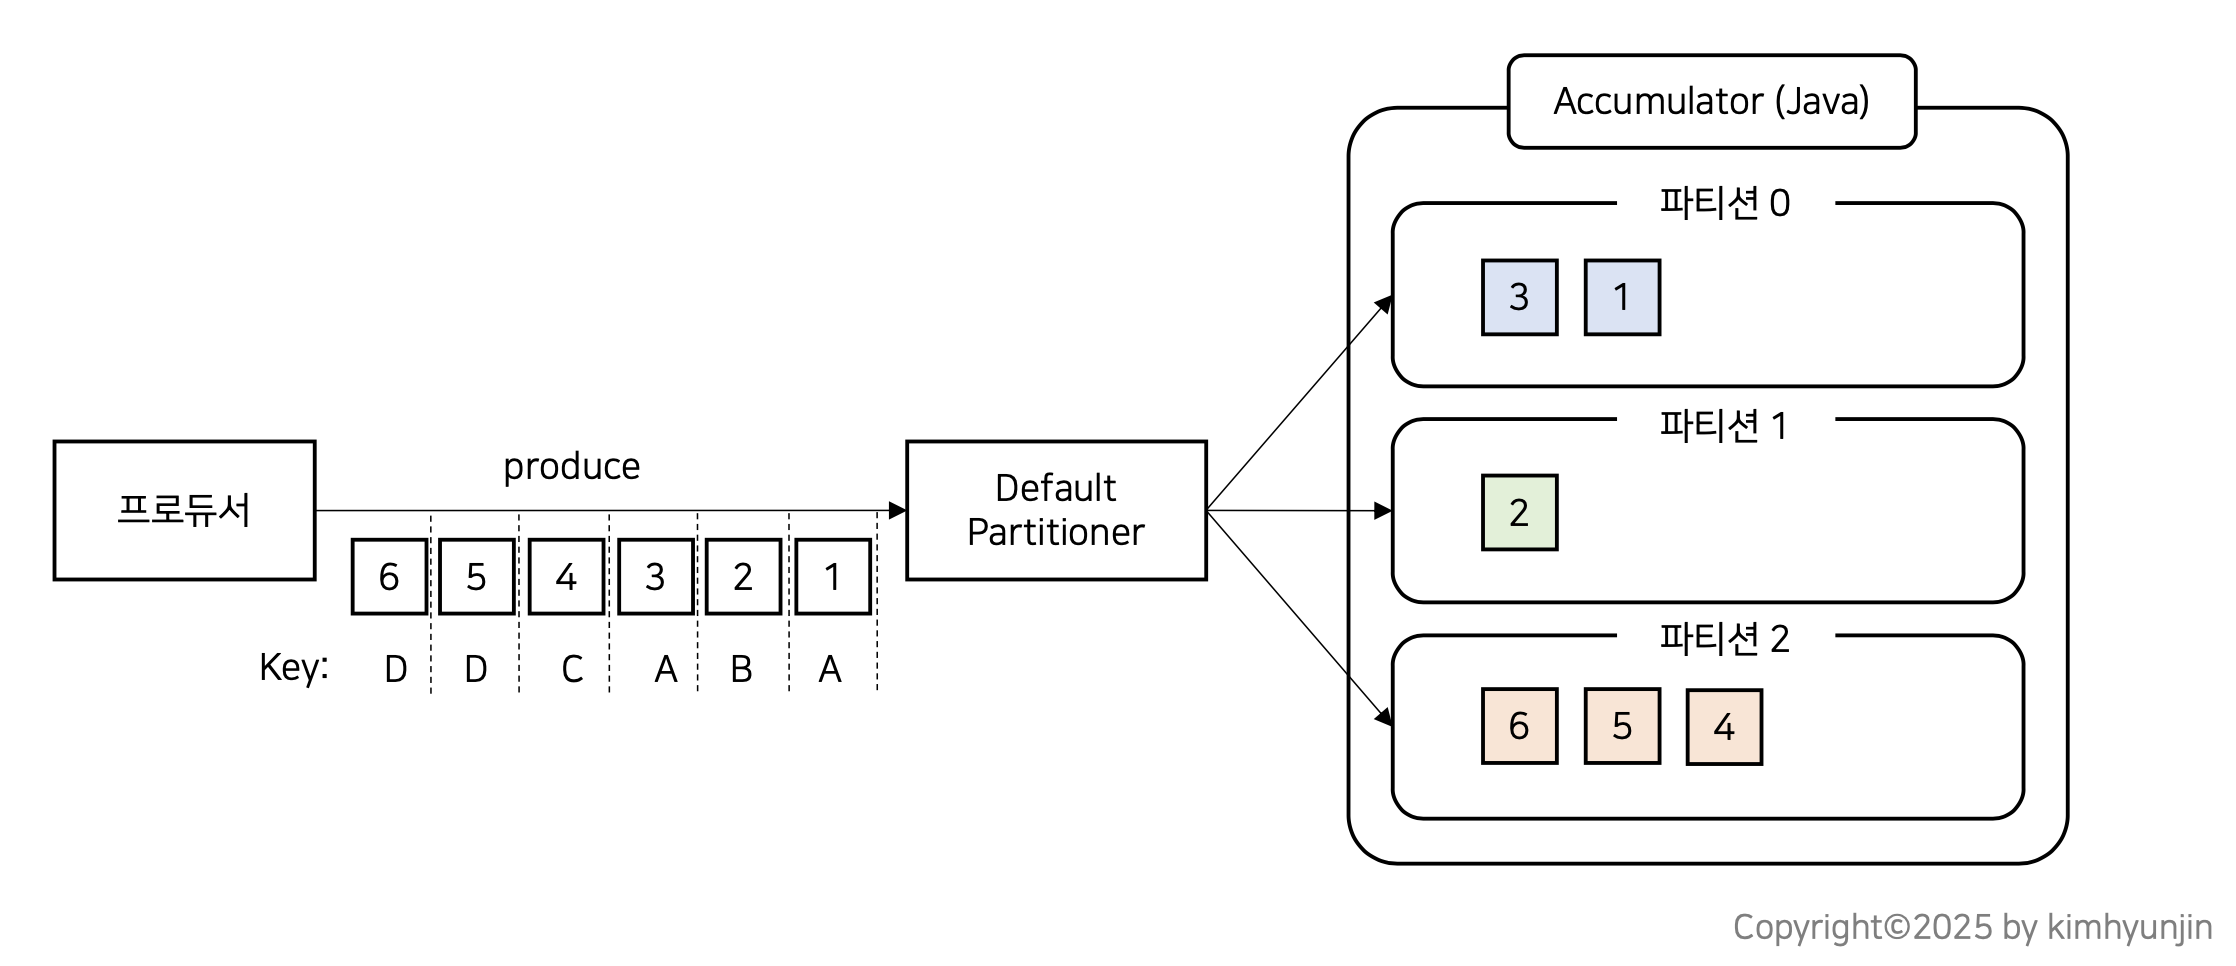 Accumulator (Java)
파티션 0
3 1
파티션 1
2
파티션 2
6 5 4
프로듀서
produce
6 5 4 3 2 1
Key: D D C A B A
Default
Partitioner
Copyright©2025 by kimhyunjin